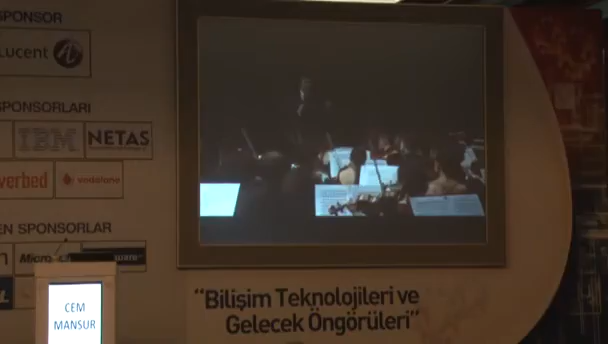 SPONSOR
Lucent
SPONSORLARI
IBM
NETAS
verbed
vodafone
EN SPONSORLAR
CEM
MANSUR
“Bilişim Teknolojileri ve
Gelecek Öngörüleri”